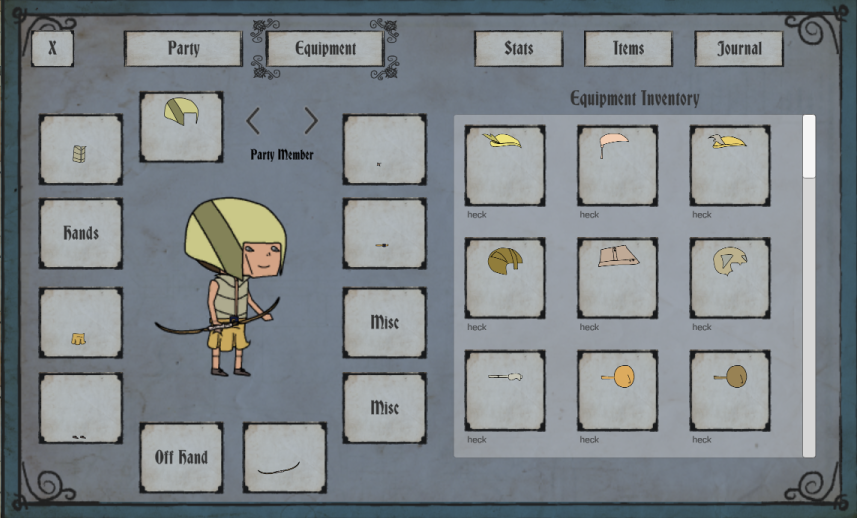 X
Party
Equipment
Stats
Items
Journal
Equipment Inventory
Party Member
Hands
Misc
Misc
Off Hand
heck
heck
heck
heck
heck
heck
heck
heck
heck